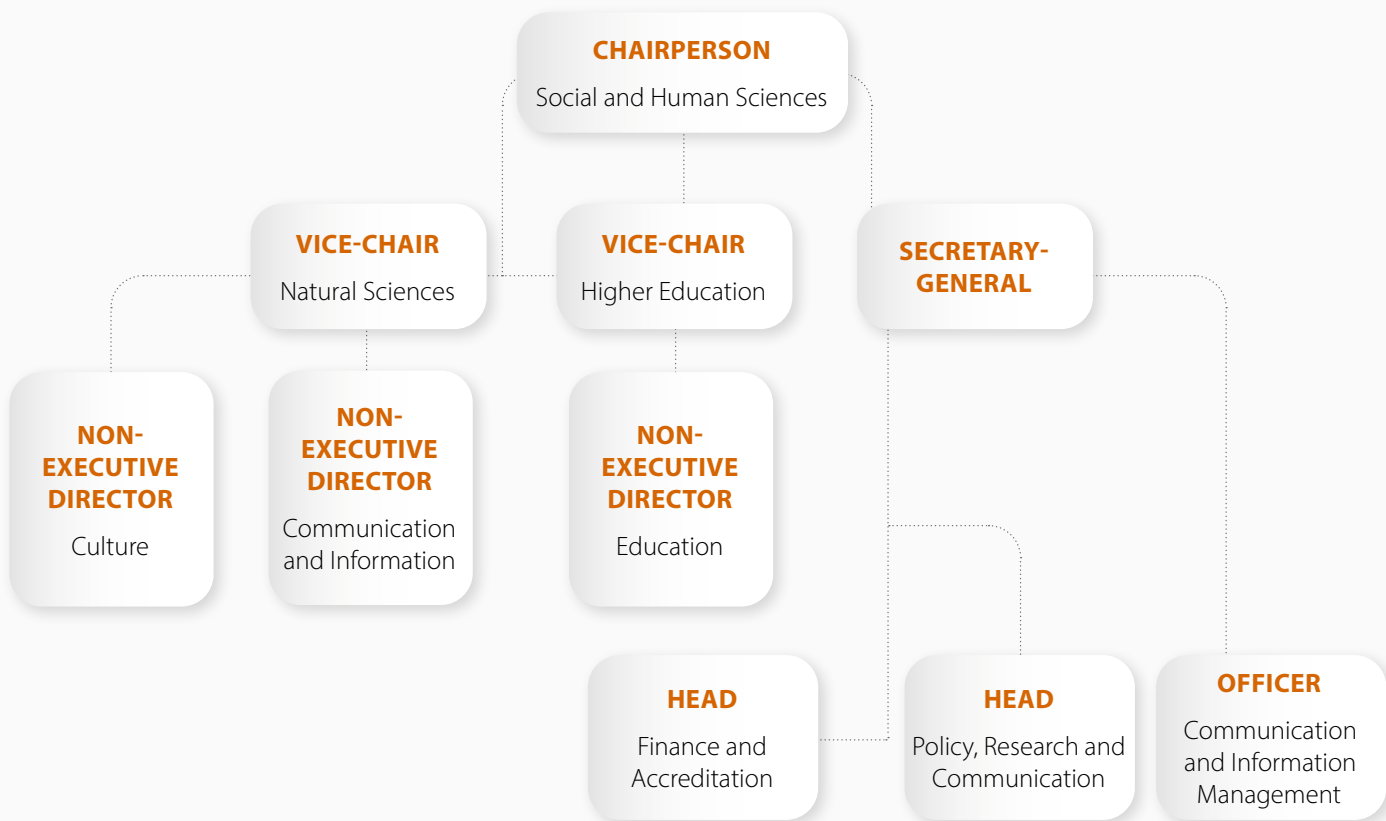 CHAIRPERSON
Social and Human Sciences
VICE-CHAIR
Natural Sciences
VICE-CHAIR
Higher Education
SECRETARY-
GENERAL
NON-
EXECUTIVE
DIRECTOR
Culture
NON-
EXECUTIVE
DIRECTOR
Communication
and Information
NON-
EXECUTIVE
DIRECTOR
Education
HEAD
Finance and
Accreditation
HEAD
Policy, Research and
Communication
OFFICER
Communication
and Information
Management